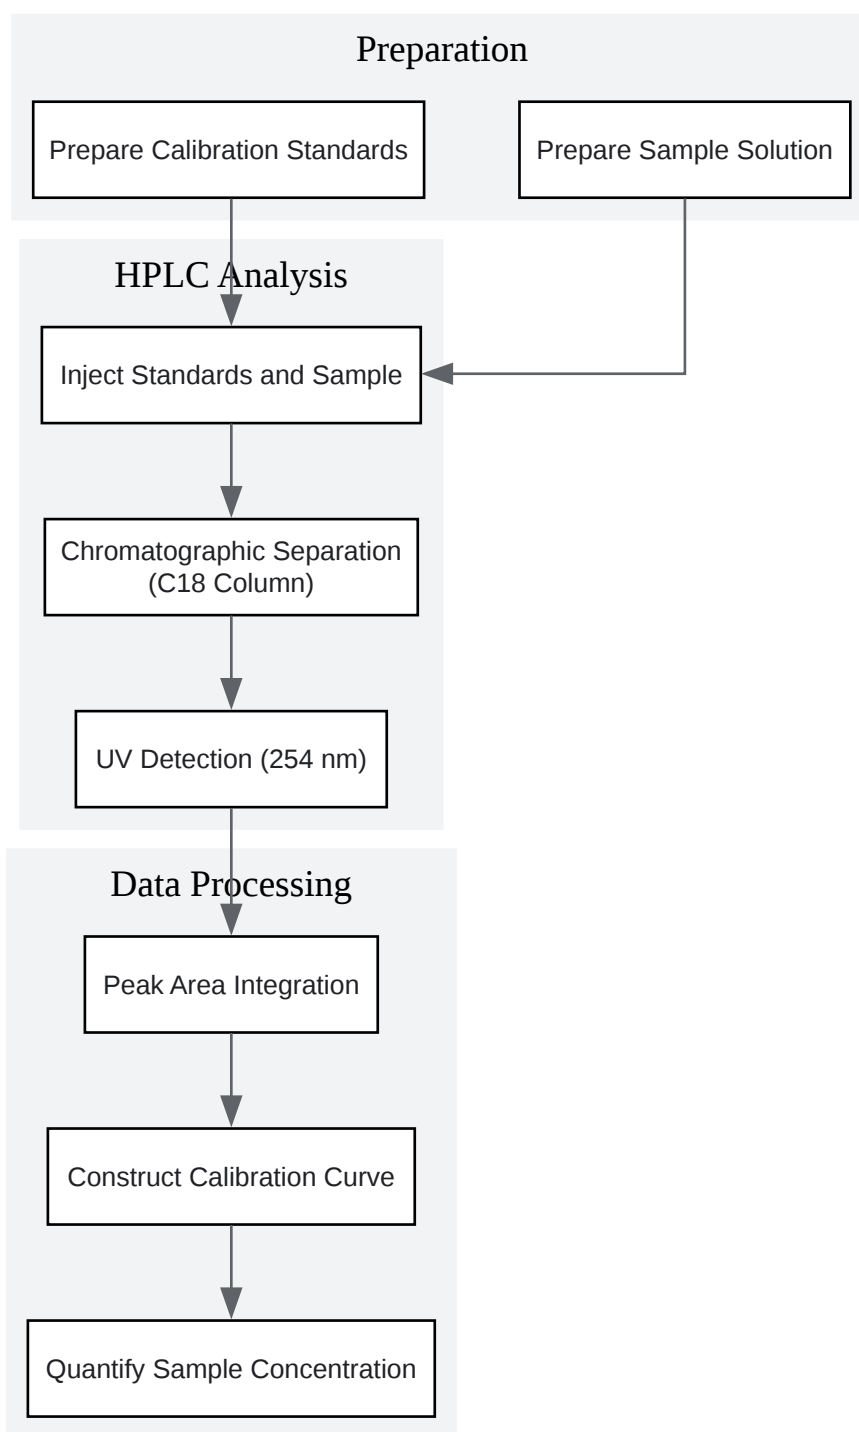 Preparation
Prepare Calibration Standards
Prepare Sample Solution
HPLC Analysis
Inject Standards and Sample
Chromatographic Separation
(C18 Column)
UV Detection (254 nm)
Data Processing
Peak Area Integration
Construct Calibration Curve
Quantify Sample Concentration